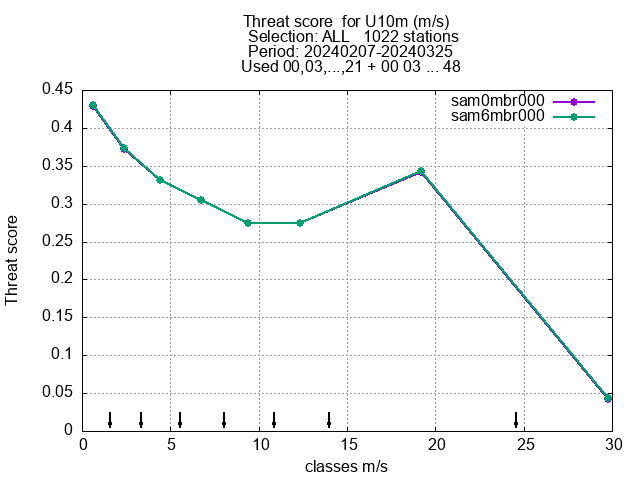 Threat score  for U10m (m/s)
Selection: ALL   1022 stations
Period: 20240207-20240325
Used 00,03,...,21 + 00 03 ... 48
sam0mbr000
sam6mbr000
0.45
0.4
0.35
0.3
0.25
0.2
0.15
0.1
0.05
0
Threat score
0 5 10 15 20 25 30
classes m/s